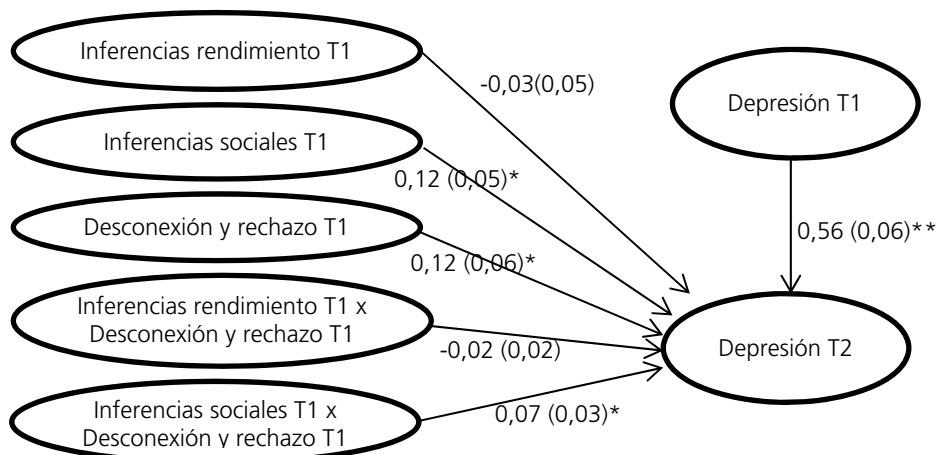 Inferencias rendimiento T1
-0,03(0,05)
Depresión T1
Inferencias sociales T1
0,12 (0,05)*
Desconexión y rechazo T1
0,56 (0,06)**
0,12 (0,06)*
Inferencias rendimiento T1 x
Desconexión y rechazo T1
-0,02 (0,02)
Depresión T2
Inferencias sociales T1 x
Desconexión y rechazo T1
0,07 (0,03)*